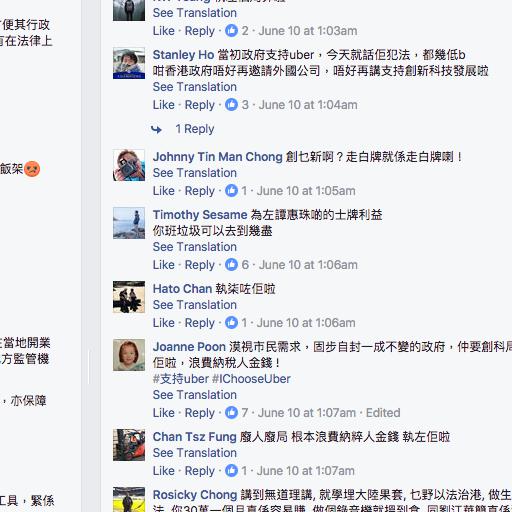 便其行政
有在法律上
飯架
在當地開業
方監管機
，亦保障
工具，緊係
See Translation
Like · Reply · 2 · June 10 at 1:03am
Stanley Ho 當初政府支持uber，今天就話佢犯法，都幾低b
咁香港政府唔好再邀請外國公司，唔好再講支持創新科技發展啦
See Translation
Like · Reply · 3 · June 10 at 1:04am
1 Reply
Johnny Tin Man Chong 創乜新啊？走白牌就係走白牌喇！
See Translation
Like · Reply · 1 · June 10 at 1:05am
Timothy Sesame 為左譚惠珠啲的士牌利益
你班垃圾可以去到幾盡
See Translation
Like · Reply · 6 · June 10 at 1:06am
Hato Chan 執柒咗佢啦
See Translation
Like · Reply · 1 · June 10 at 1:06am
Joanne Poon 漠視市民需求，固步自封一成不變的政府，仲要創科局
佢啦，浪費納稅人金錢！
#支持uber #IChooseUber
See Translation
Like · Reply · 7 · June 10 at 1:07am · Edited
Chan Tsz Fung 廢人廢局 根本浪費納綷人金錢 執左佢啦
See Translation
Like · Reply · 1 · June 10 at 1:07am
Rosicky Chong 講到無道理講, 就學埋大陸果套, 乜野以法治港, 做生